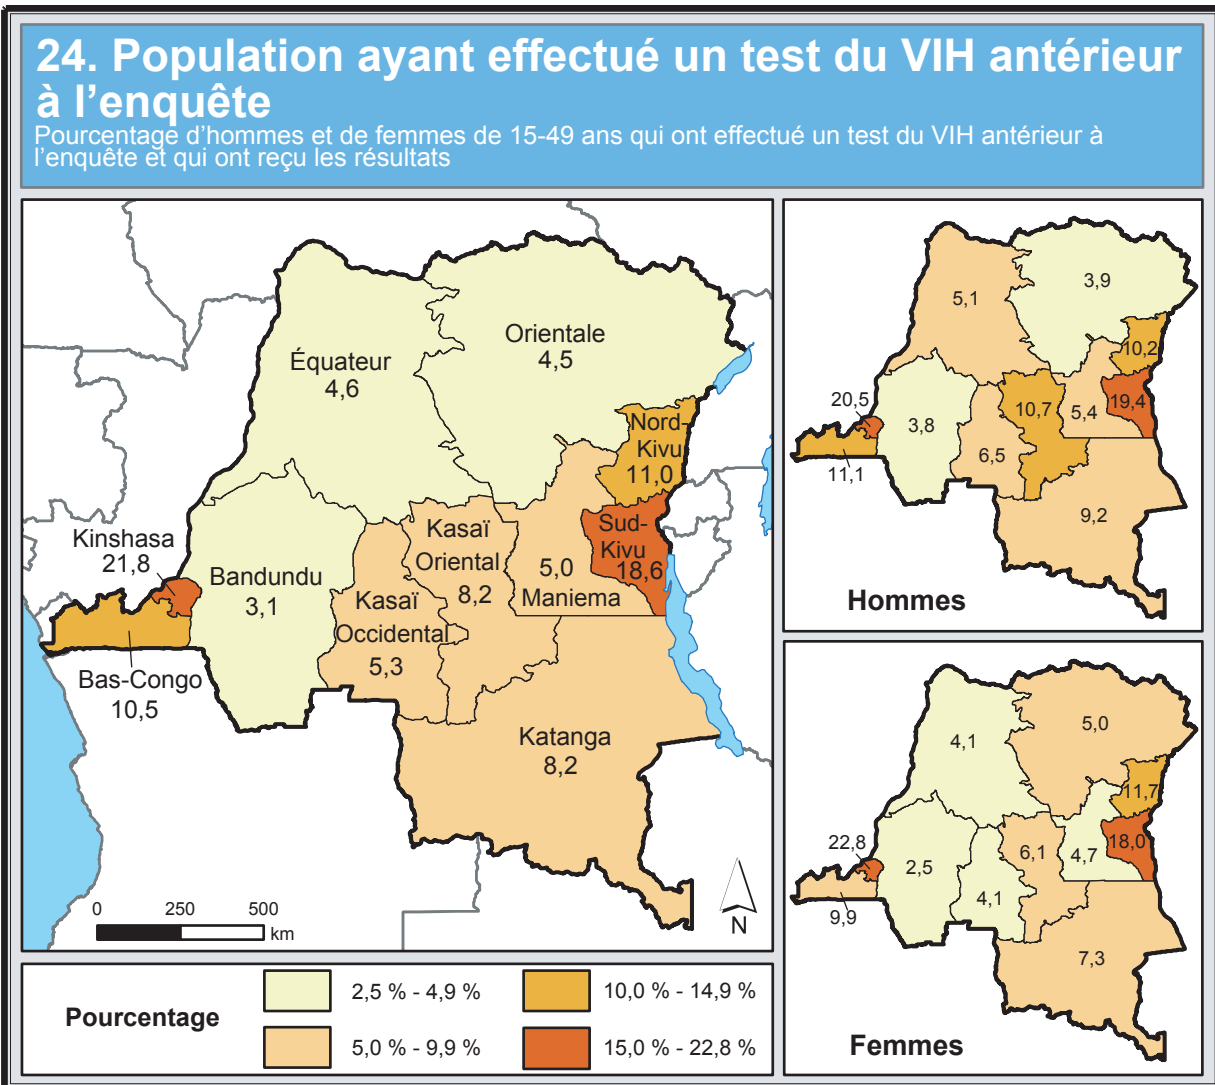 24. Population ayant effectué un test du VIH antérieur
à l’enquête
Pourcentage d’hommes et de femmes de 15-49 ans qui ont effectué un test du VIH antérieur à
l’enquête et qui ont reçu les résultats
Équateur
4,6
Orientale
4,5
Nord-
Kivu
11,0
Sud-
Kivu
18,6
Kinshasa
21,8
Bandundu
3,1
Kasaï
Oriental
8,2
5,0
Maniema
Kasaï
Occidental
5,3
Bas-Congo
10,5
Katanga
8,2
0 250 500
km
N
5,1
3,9
10,2
20,5
3,8
10,7
5,4
19,4
6,5
11,1
9,2
Hommes
4,1
5,0
11,7
22,8
2,5
6,1
4,7
18,0
4,1
9,9
7,3
Femmes
Pourcentage
2,5 % - 4,9 %
10,0 % - 14,9 %
5,0 % - 9,9 %
15,0 % - 22,8 %